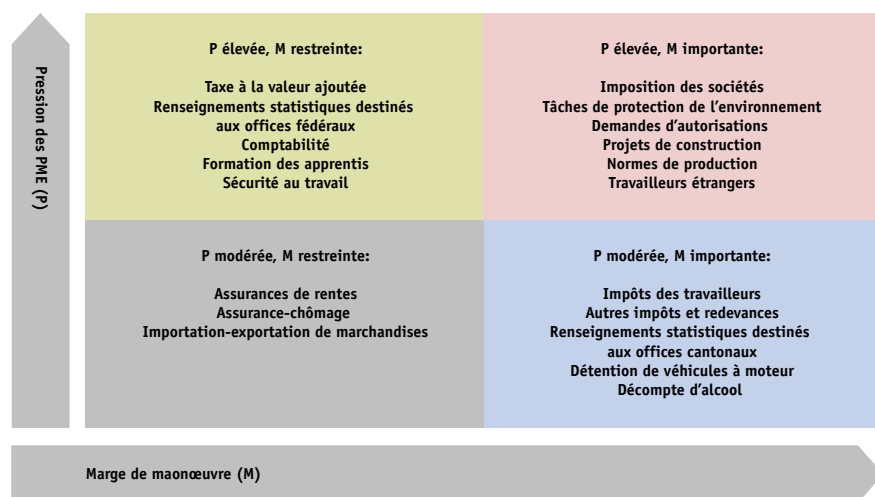 Pression des PME (P)
P élevée, M restreinte:
Taxe à la valeur ajoutée
Renseignements statistiques destinés
aux offices fédéraux
Comptabilité
Formation des apprentis
Sécurité au travail
P élevée, M importante:
Imposition des sociétés
Tâches de protection de l’environnement
Demandes d’autorisations
Projets de construction
Normes de production
Travailleurs étrangers
P modérée, M restreinte:
Assurances de rentes
Assurance-chômage
Importation-exportation de marchandises
P modérée, M importante:
Impôts des travailleurs
Autres impôts et redevances
Renseignements statistiques destinés
aux offices cantonaux
Détention de véhicules à moteur
Décompte d’alcool
Marge de maonœuvre (M)